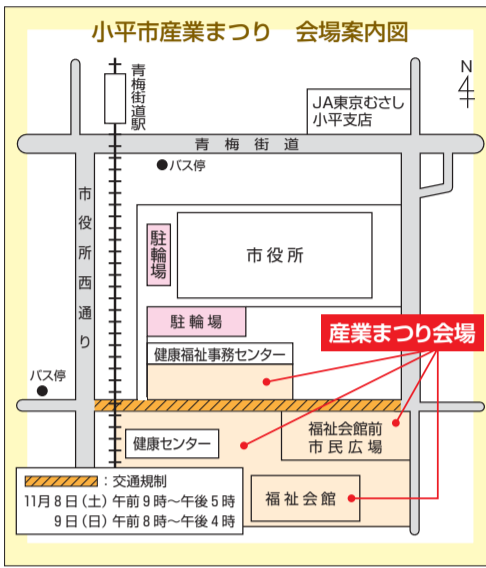 小平市産業まつり　会場案内図
青梅街道駅
N
4
JA東京むさし
小平支店
青梅街道
バス停
市役所西通り
駐輪場
市役所
駐輪場
産業まつり会場
健康福祉事務センター
バス停
福祉会館前
市民広場
健康センター
福祉会館
：交通規制
11月8日（土）午前9時〜午後5時
9日（日）午前8時〜午後4時